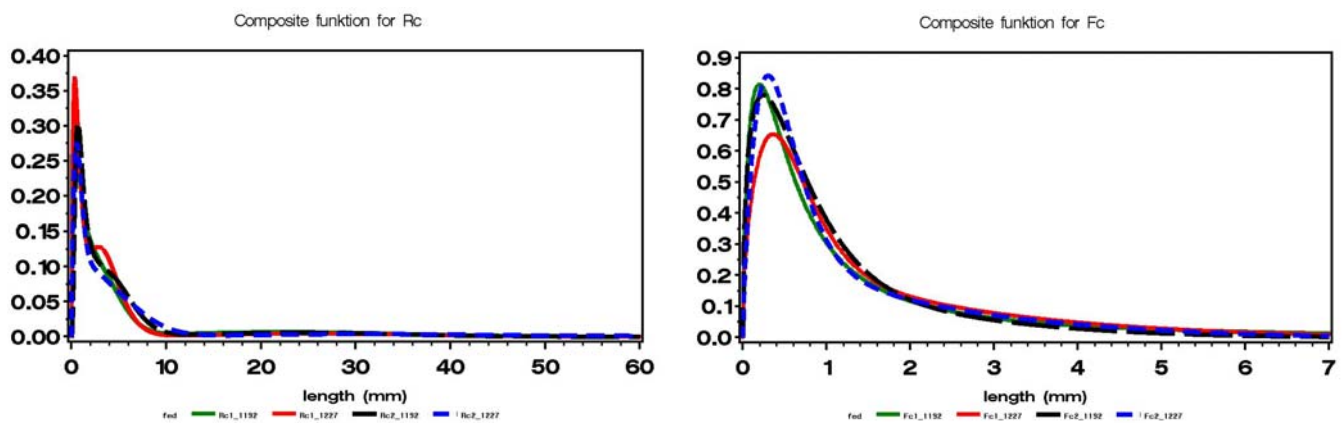 Composite funktion for Rc
0.40
0.35
0.30
0.25
0.20
0.15
0.10
0.05
0.00
0 10 20 30 40 50 60
length (mm)
fed Rc1_1192 Rc1_1227 Rc2_1192 Rc2_1227
Composite funktion for Fc
0.9
0.8
0.7
0.6
0.5
0.4
0.3
0.2
0.1
0.0
0 1 2 3 4 5 6 7
length (mm)
fed Fc1_1192 Fc1_1227 Fc2_1192 Fc2_1227